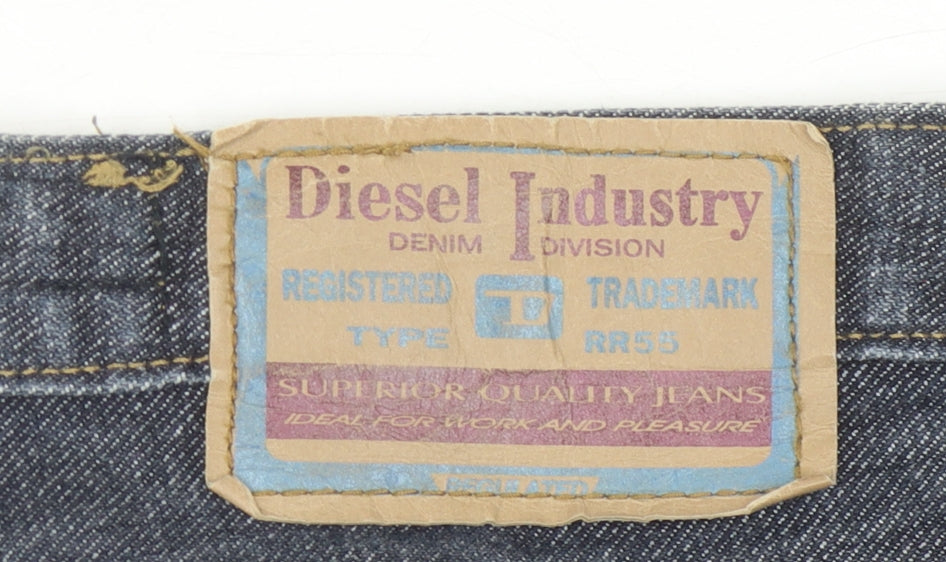 Diesel Industry
DENIM DIVISION
REGISTERED D TRADEMARK
TYPE RR55
SUPERIOR QUALITY JEANS
IDEAL FOR WORK AND PLEASURE